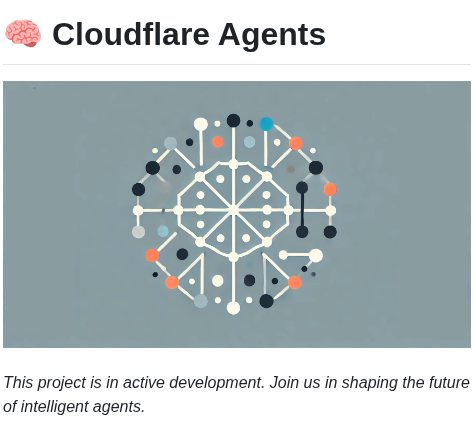 🧠 Cloudflare Agents
This project is in active development. Join us in shaping the future
of intelligent agents.